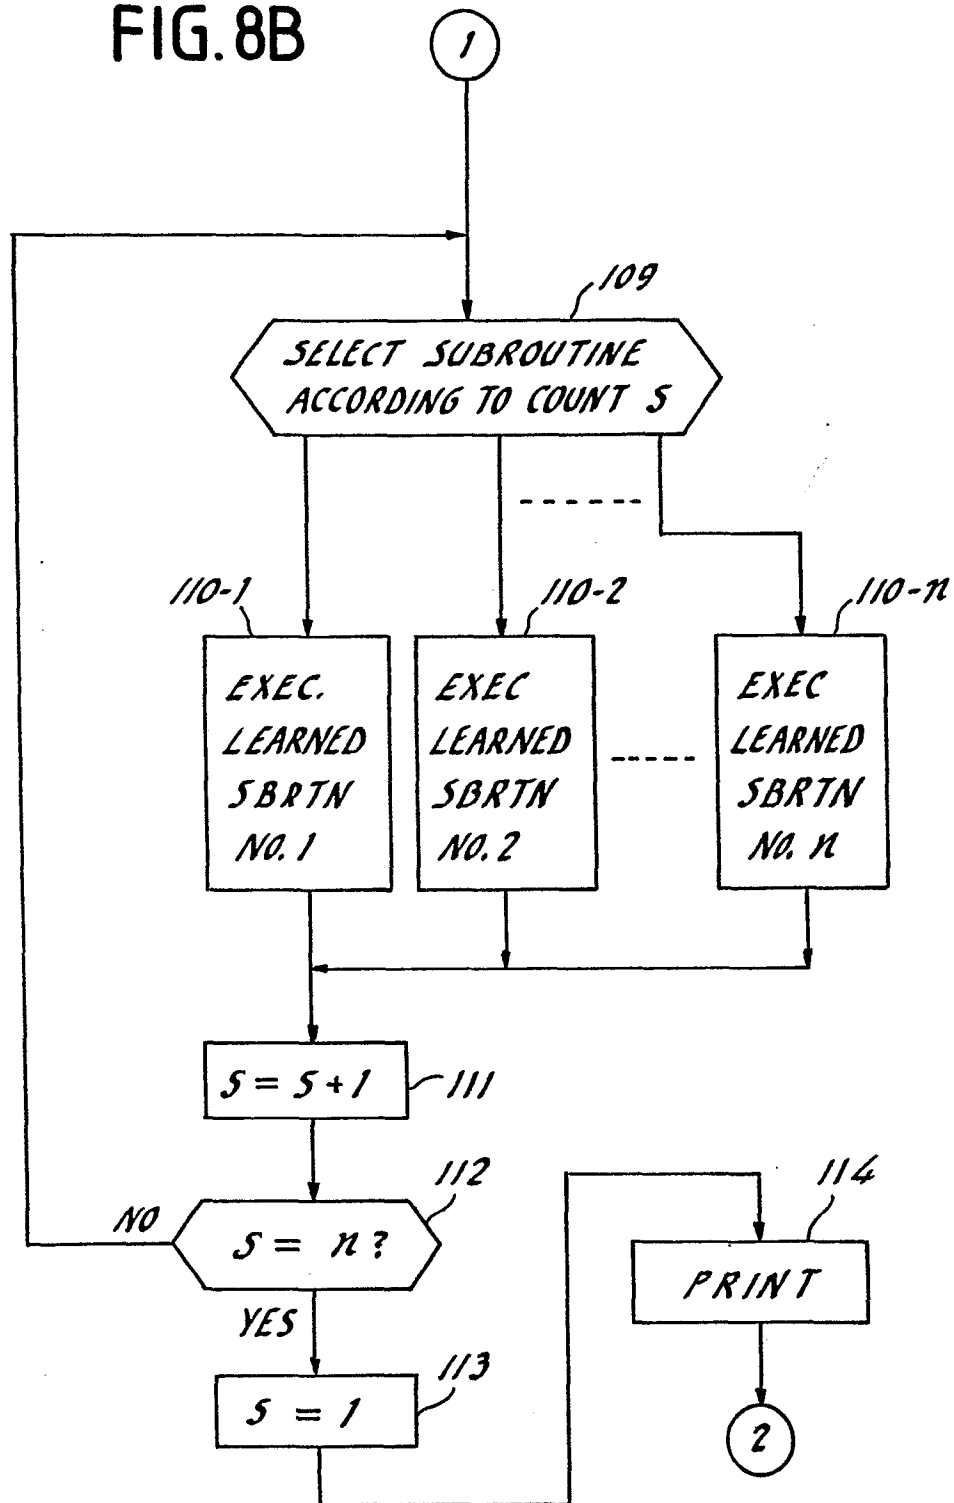 FIG. 8B
1
109
SELECT SUBROUTINE
ACCORDING TO COUNT S
110-1
110-2
110-n
EXEC.
LEARNED
SBRTN
NO. 1
EXEC
LEARNED
SBRTN
NO. 2
EXEC
LEARNED
SBRTN
NO. n
S = S + 1
111
112
NO
S = n ?
YES
113
S = 1
114
PRINT
2